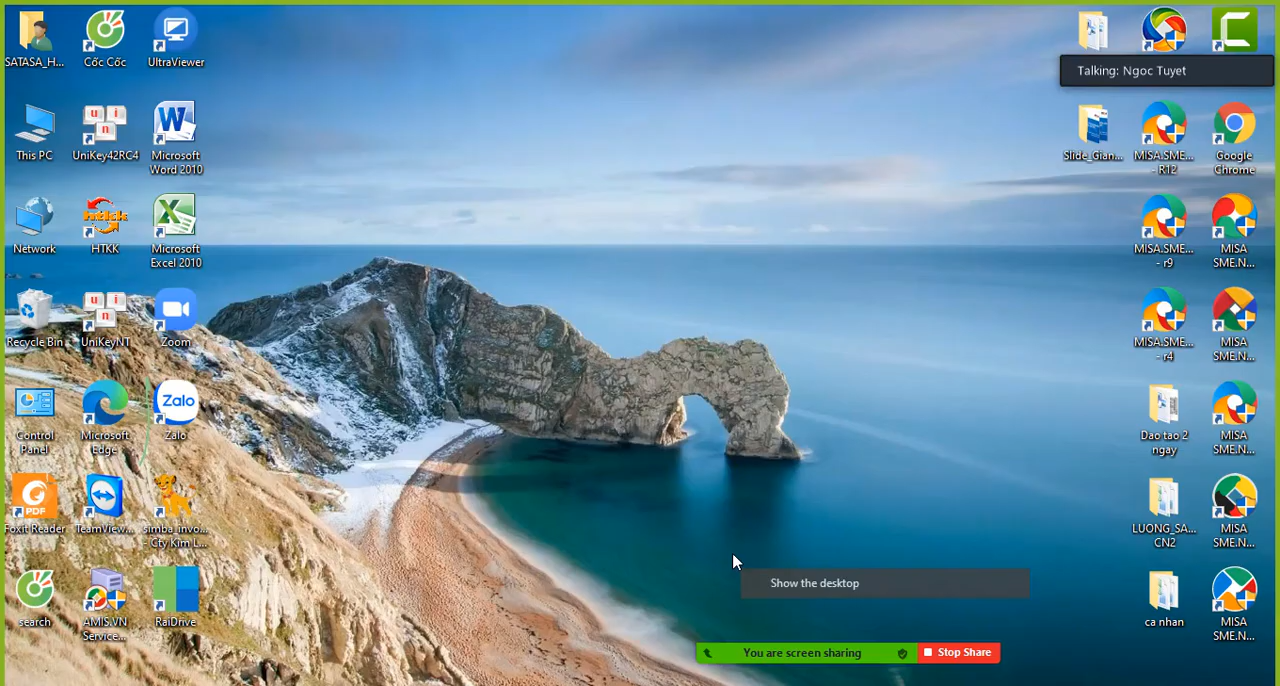 SATASA_H...
Cốc Cốc
UltraViewer
Talking: Ngoc Tuyet
This PC
UniKey42RC4
Microsoft
Word 2010
Slide_Gian...
MISA.SME...
- R12
Google
Chrome
Network
HTKK
Microsoft
Excel 2010
MISA.SME...
- r9
MISA
SME.N...
Recycle Bin
UniKeyNT
Zoom
MISA.SME...
- r4
MISA
SME.N...
Control
Panel
Microsoft
Edge
Zalo
Zalo
Dao tao 2
ngay
MISA
SME.N...
PDF
Foxit Reader
TeamView...
simba_invo...
- Cty Kim L...
LUONG_SA...
CN2
MISA
SME.N...
Show the desktop
search
AMIS.VN
Service...
RaiDrive
ca nhan
MISA
SME.N...
You are screen sharing
Stop Share